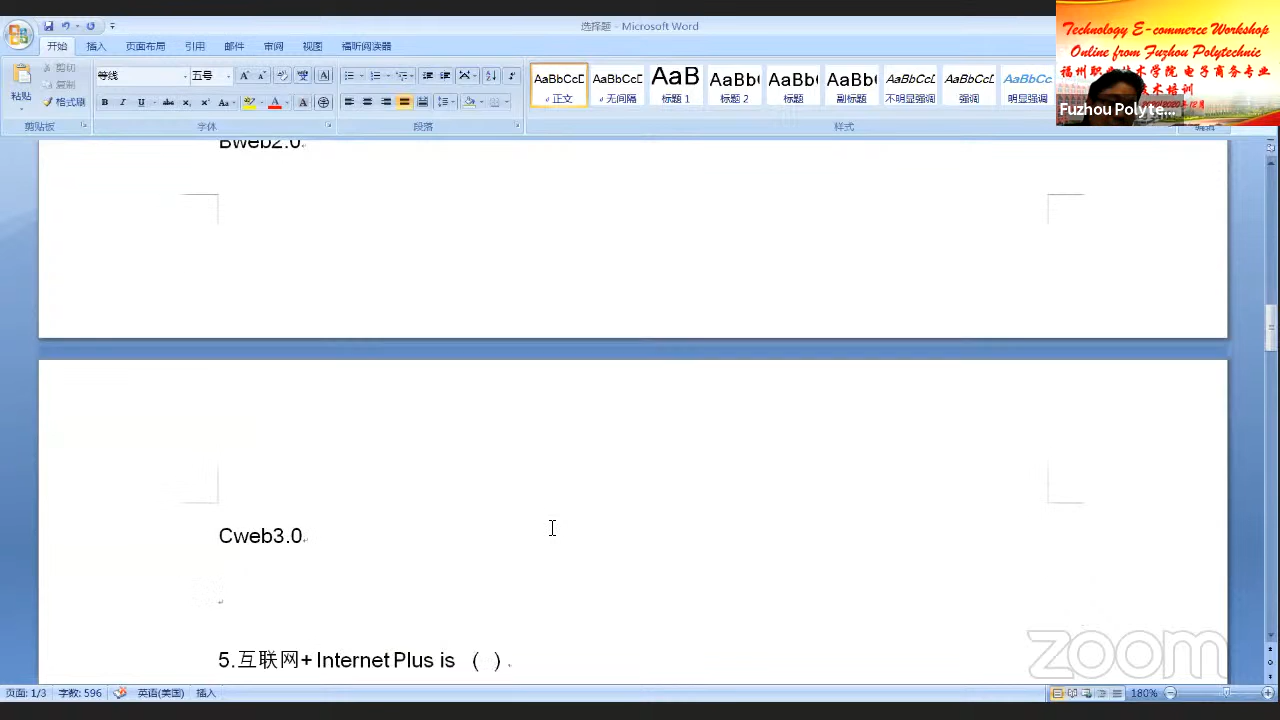 选择题 - Microsoft Word
开始 插入 页面布局 引用 邮件 审阅 视图 福昕阅读器
剪切
复制
粘贴 格式刷
等线 五号
AaBbCcD AaBbCcD AaB AaBb( AaBb( AaBb( AaBbCcD AaBbCcD AaBbCc
正文 无间隔 标题 1 标题 2 标题 副标题 不明显强调 强调 明显强调
剪贴板 字体 段落 样式
Technology E-commerce Workshop
Online from Fuzhou Polytechnic
福州职业技术学院 电子商务专业
技术培训
Fuzhou Polyte...
Bweb2.0
Cweb3.0
5.互联网+ Internet Plus is （ ）
zoom
页面: 1/3 字数: 596 英语(美国) 插入 180%